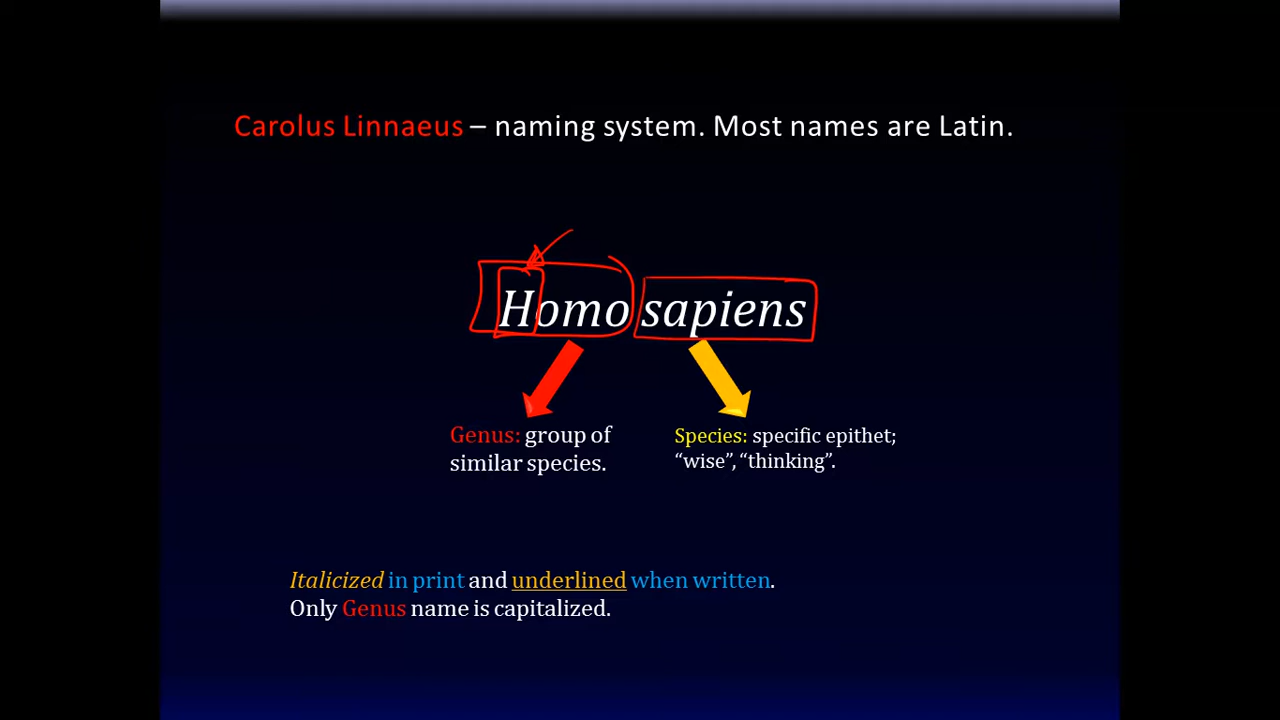 Carolus Linnaeus – naming system. Most names are Latin.
Homo sapiens
Genus: group of
similar species.
Species: specific epithet;
“wise”, “thinking”.
Italicized in print and underlined when written.
Only Genus name is capitalized.